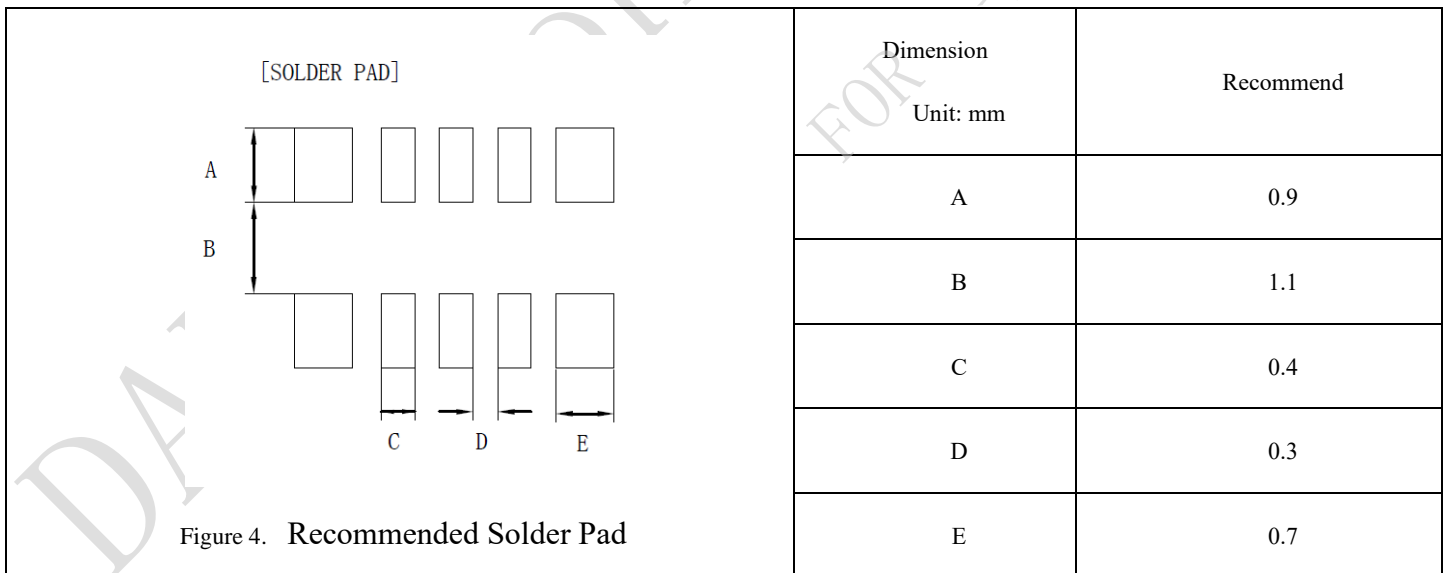 [SOLDER PAD]
A
B
C D E
Figure 4. Recommended Solder Pad
Dimension
Unit: mm
Recommend
A 0.9
B 1.1
C 0.4
D 0.3
E 0.7
FOR